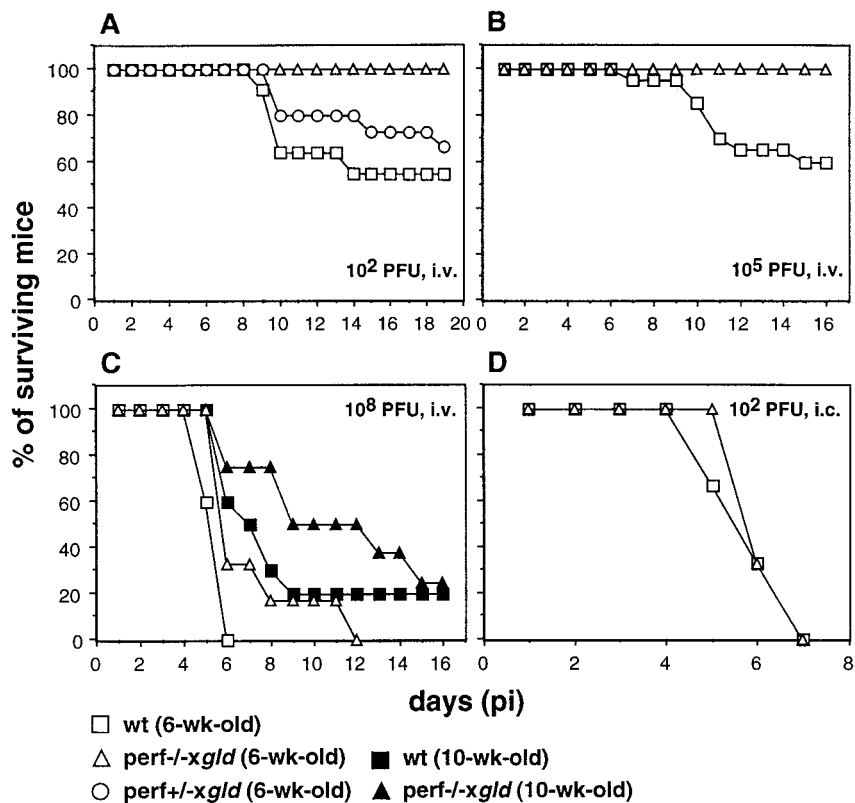 A
B
100
80
60
40
20
0
10² PFU, i.v.
10⁵ PFU, i.v.
0 2 4 6 8 10 12 14 16 18 20
0 2 4 6 8 10 12 14 16
% of surviving mice
C
D
100
80
60
40
20
0
10⁸ PFU, i.v.
10² PFU, i.c.
0 2 4 6 8 10 12 14 16
0 2 4 6 8
days (pi)
wt (6-wk-old)
perf-/-xgld (6-wk-old)
wt (10-wk-old)
perf+/-xgld (6-wk-old)
perf-/-xgld (10-wk-old)